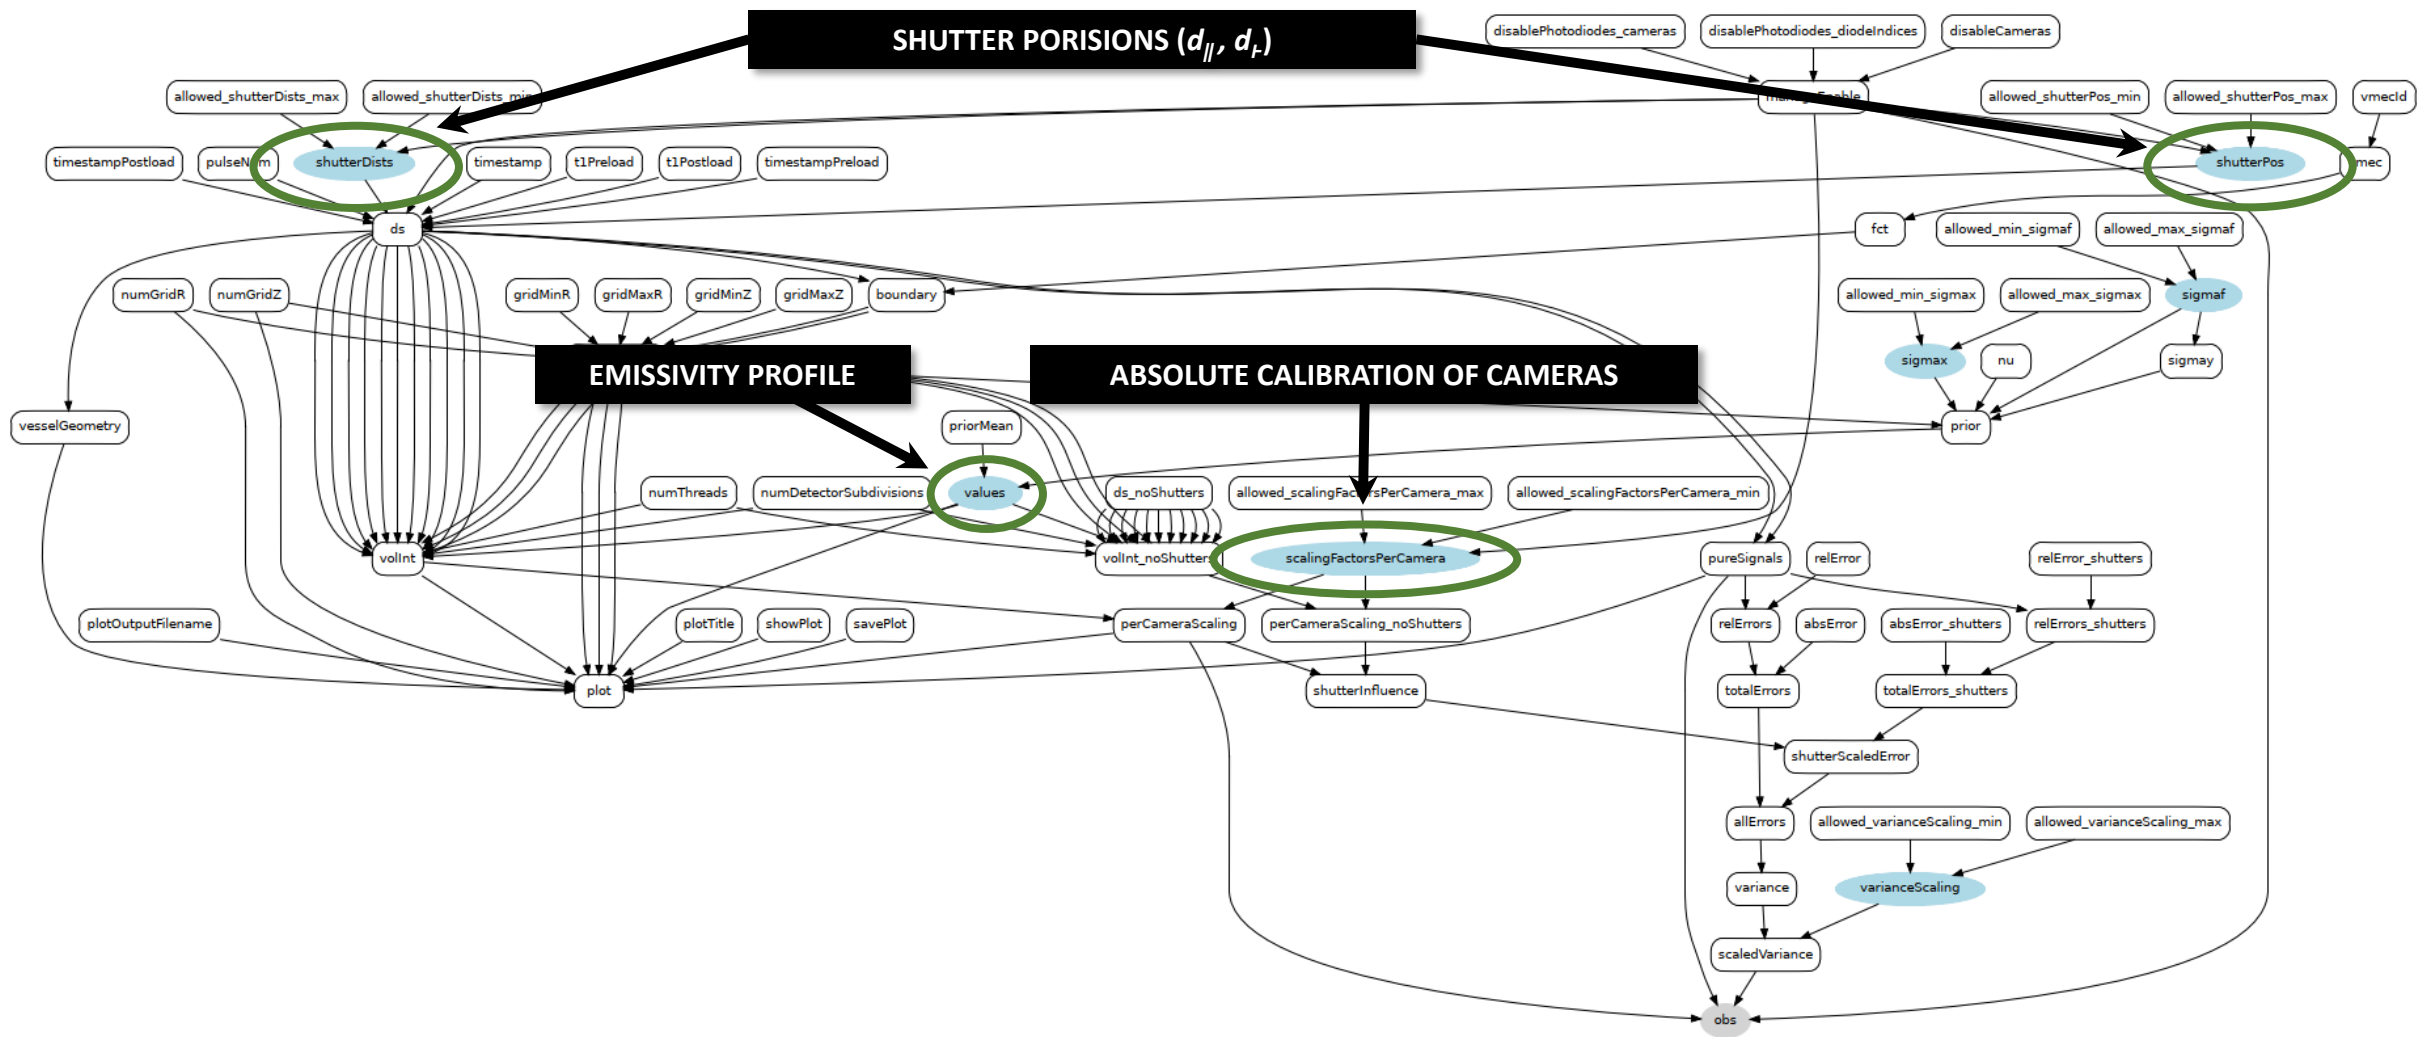 SHUTTER PORISIONS (d||, d⊦)
disablePhotodiodes_cameras
disablePhotodiodes_diodeIndices
disableCameras
allowed_shutterDists_max
allowed_shutterDists_min
allowed_shutterPos_min
allowed_shutterPos_max
vmecId
timestampPostload
shutterDists
timestamp
t1Preload
t1Postload
timestampPreload
shutterPos
ds
fct
allowed_min_sigmaf
allowed_max_sigmaf
numGridR
numGridZ
gridMinR
gridMaxR
gridMinZ
gridMaxZ
boundary
allowed_min_sigmax
allowed_max_sigmax
sigmaf
EMISSIVITY PROFILE
ABSOLUTE CALIBRATION OF CAMERAS
sigmax
nu
sigmay
vesselGeometry
priorMean
prior
numThreads
numDetectorSubdivisions
values
ds_noShutters
allowed_scalingFactorsPerCamera_max
allowed_scalingFactorsPerCamera_min
volInt
volInt_noShutters
scalingFactorsPerCamera
pureSignals
relError
relError_shutters
plotOutputFilename
plotTitle
showPlot
savePlot
perCameraScaling
perCameraScaling_noShutters
relErrors
absError
absError_shutters
relErrors_shutters
plot
shutterInfluence
totalErrors
totalErrors_shutters
shutterScaledError
allErrors
allowed_varianceScaling_min
allowed_varianceScaling_max
variance
varianceScaling
scaledVariance
obs